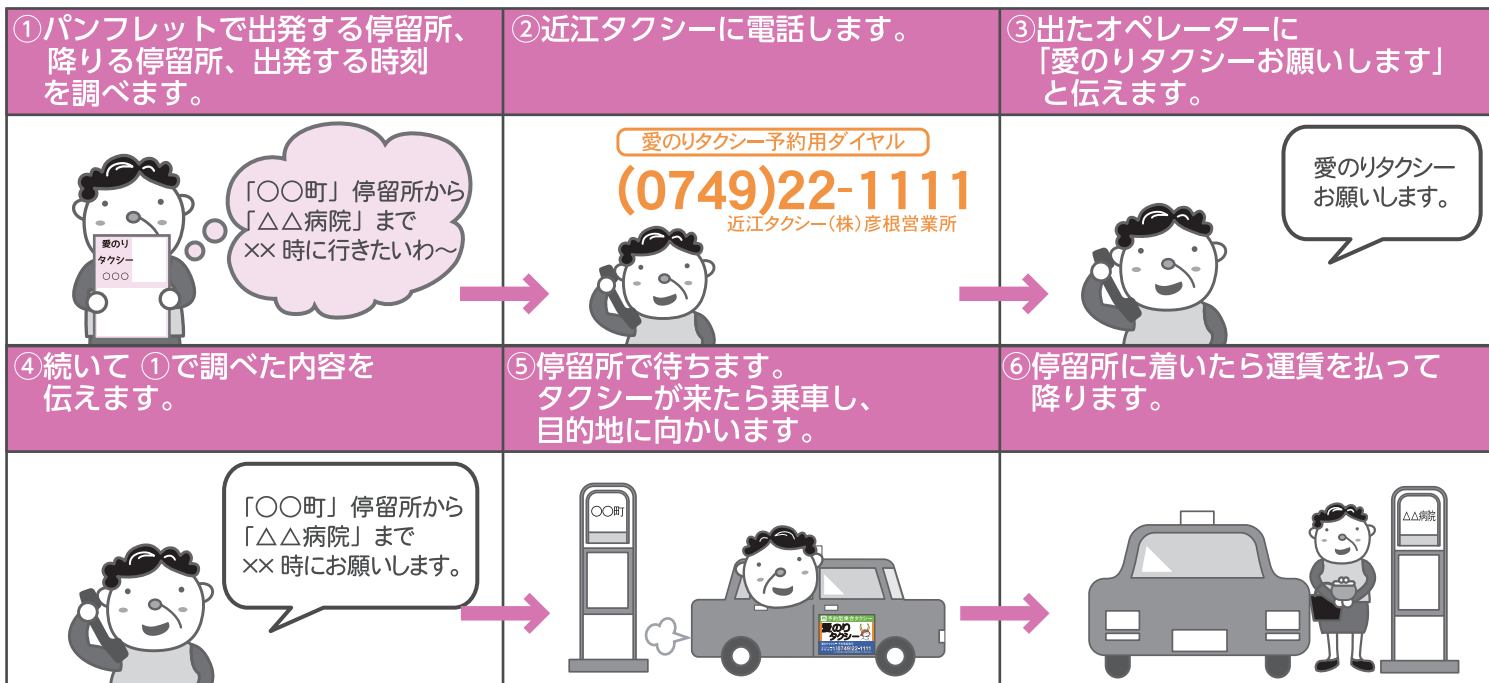 ①パンフレットで出発する停留所、
降りる停留所、出発する時刻
を調べます。
「○○町」停留所から
「△△病院」まで
×× 時に行きたいわ～
愛のり
タクシー
○○○
②近江タクシーに電話します。
愛のりタクシー予約用ダイヤル
(0749)22-1111
近江タクシー(株)彦根営業所
③出たオペレーターに
「愛のりタクシーお願いします」
と伝えます。
愛のりタクシー
お願いします。
④続いて ①で調べた内容を
伝えます。
「○○町」停留所から
「△△病院」まで
×× 時にお願いします。
⑤停留所で待ちます。
タクシーが来たら乗車し、
目的地に向かいます。
○○町
予約型乗合タクシー
愛のり
タクシー
(0749)22-1111
⑥停留所に着いたら運賃を払って
降ります。
△△病院